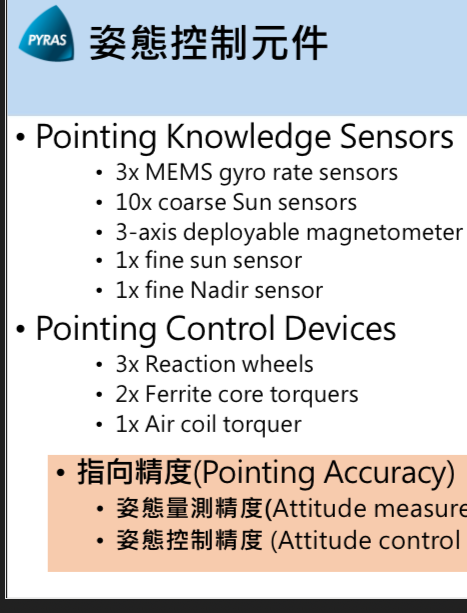 PYRAS
姿態控制元件
• Pointing Knowledge Sensors
• 3x MEMS gyro rate sensors
• 10x coarse Sun sensors
• 3-axis deployable magnetometer
• 1x fine sun sensor
• 1x fine Nadir sensor
• Pointing Control Devices
• 3x Reaction wheels
• 2x Ferrite core torquers
• 1x Air coil torquer
• 指向精度(Pointing Accuracy)
• 姿態量測精度(Attitude measure
• 姿態控制精度 (Attitude control